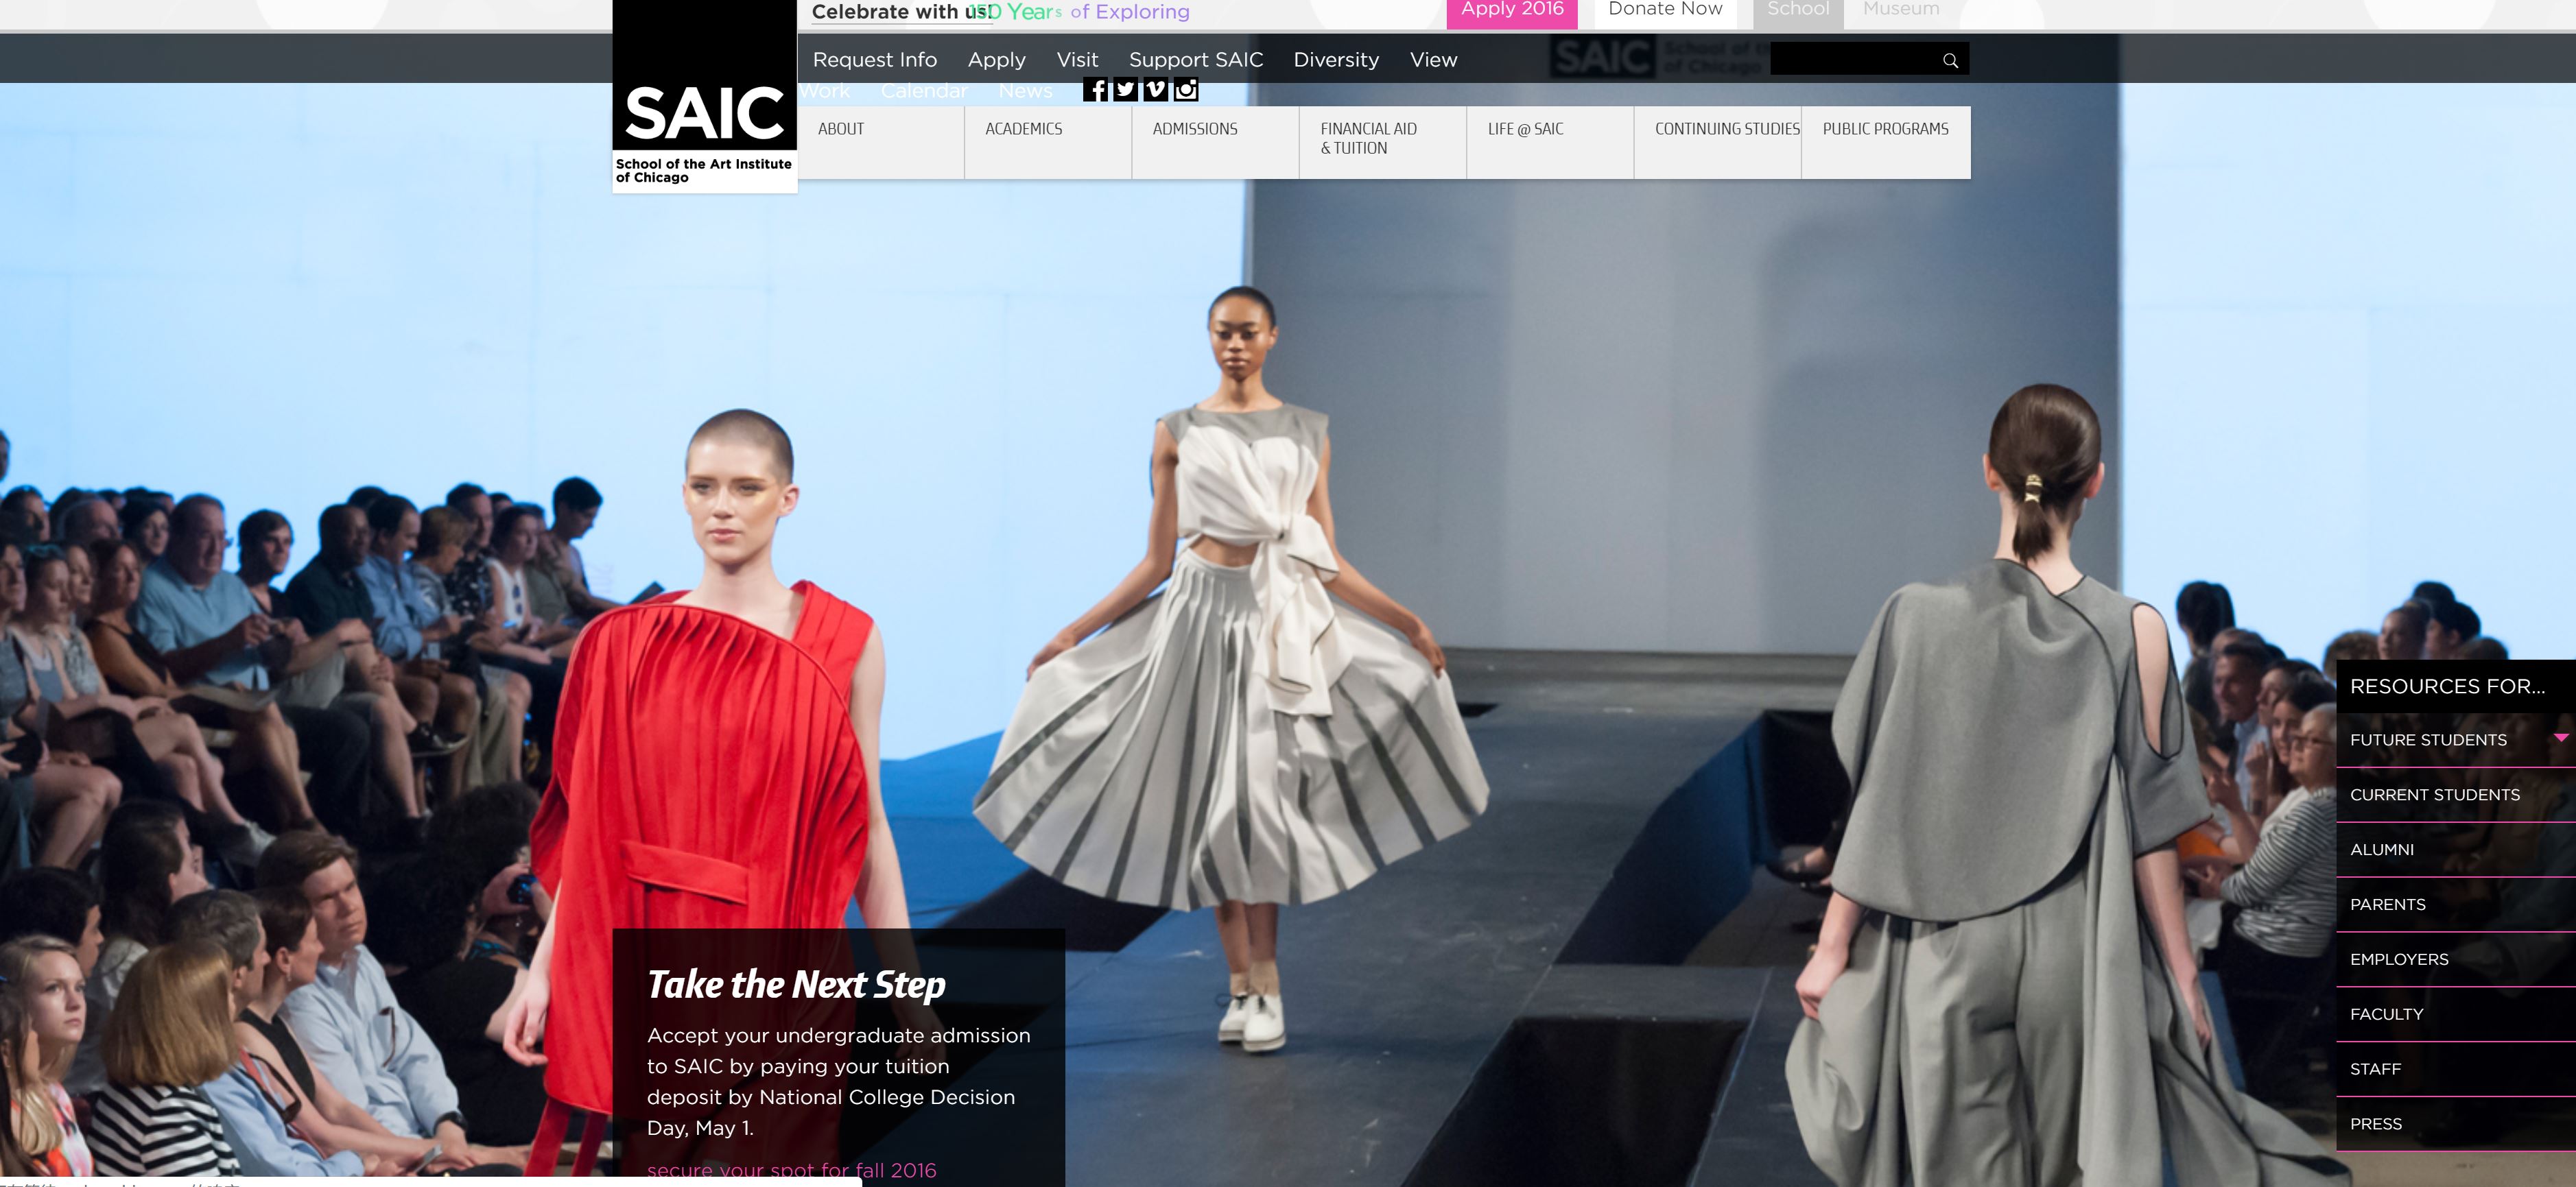 Celebrate with us!
150 Years of Exploring
Apply 2016
Donate Now
School
Museum
SAIC
School of the Art Institute
of Chicago
Request Info
Apply
Visit
Support SAIC
Diversity
View
Work
Calendar
News
SAIC
of Chicago
ABOUT
ACADEMICS
ADMISSIONS
FINANCIAL AID
& TUITION
LIFE @ SAIC
CONTINUING STUDIES
PUBLIC PROGRAMS
Take the Next Step
Accept your undergraduate admission
to SAIC by paying your tuition
deposit by National College Decision
Day, May 1.
secure your spot for fall 2016
RESOURCES FOR...
FUTURE STUDENTS
CURRENT STUDENTS
ALUMNI
PARENTS
EMPLOYERS
FACULTY
STAFF
PRESS